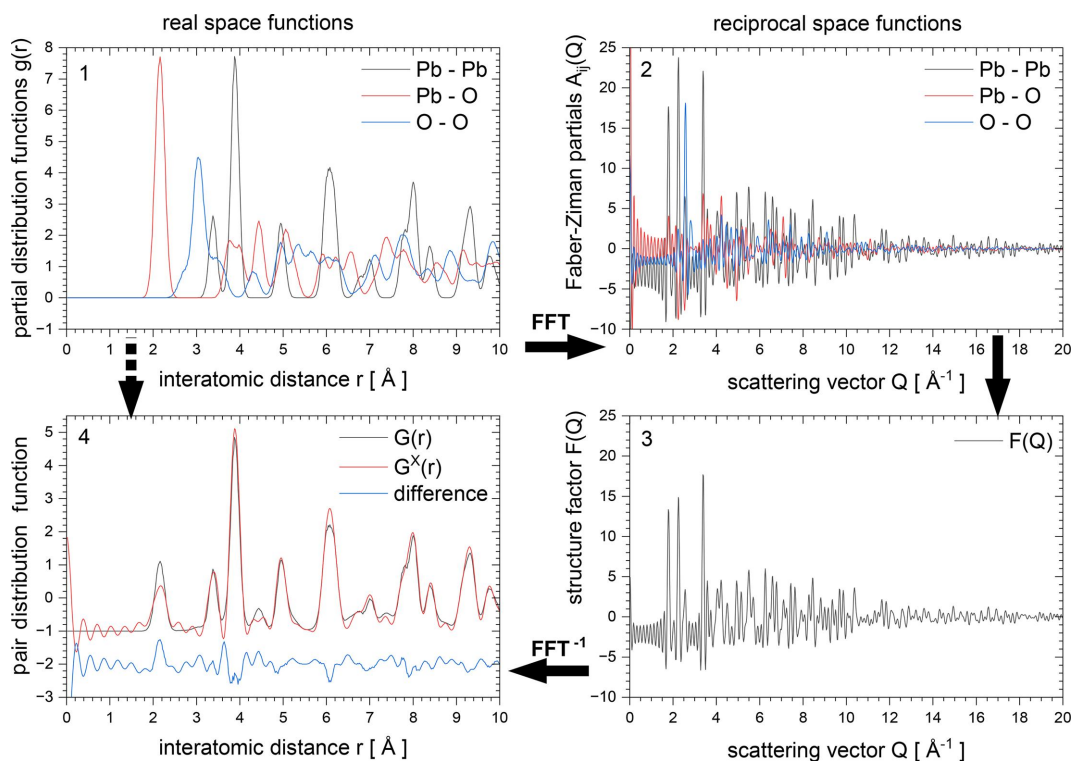 real space functions
reciprocal space functions
1
Pb - Pb
Pb - O
O - O
8
7
6
5
4
3
2
1
0
−1
partial distribution functions g(r)
0 1 2 3 4 5 6 7 8 9 10
interatomic distance r [ Å ]
FFT
2
Pb - Pb
Pb - O
O - O
25
20
15
10
5
0
−5
−10
Faber-Ziman partials A_ij(Q)
0 2 4 6 8 10 12 14 16 18 20
scattering vector Q [ Å⁻¹ ]
4
G(r)
Gˣ(r)
difference
5
4
3
2
1
0
−1
−2
−3
pair distribution function
0 1 2 3 4 5 6 7 8 9 10
interatomic distance r [ Å ]
FFT⁻¹
3
F(Q)
25
20
15
10
5
0
−5
−10
structure factor F(Q)
0 2 4 6 8 10 12 14 16 18 20
scattering vector Q [ Å⁻¹ ]